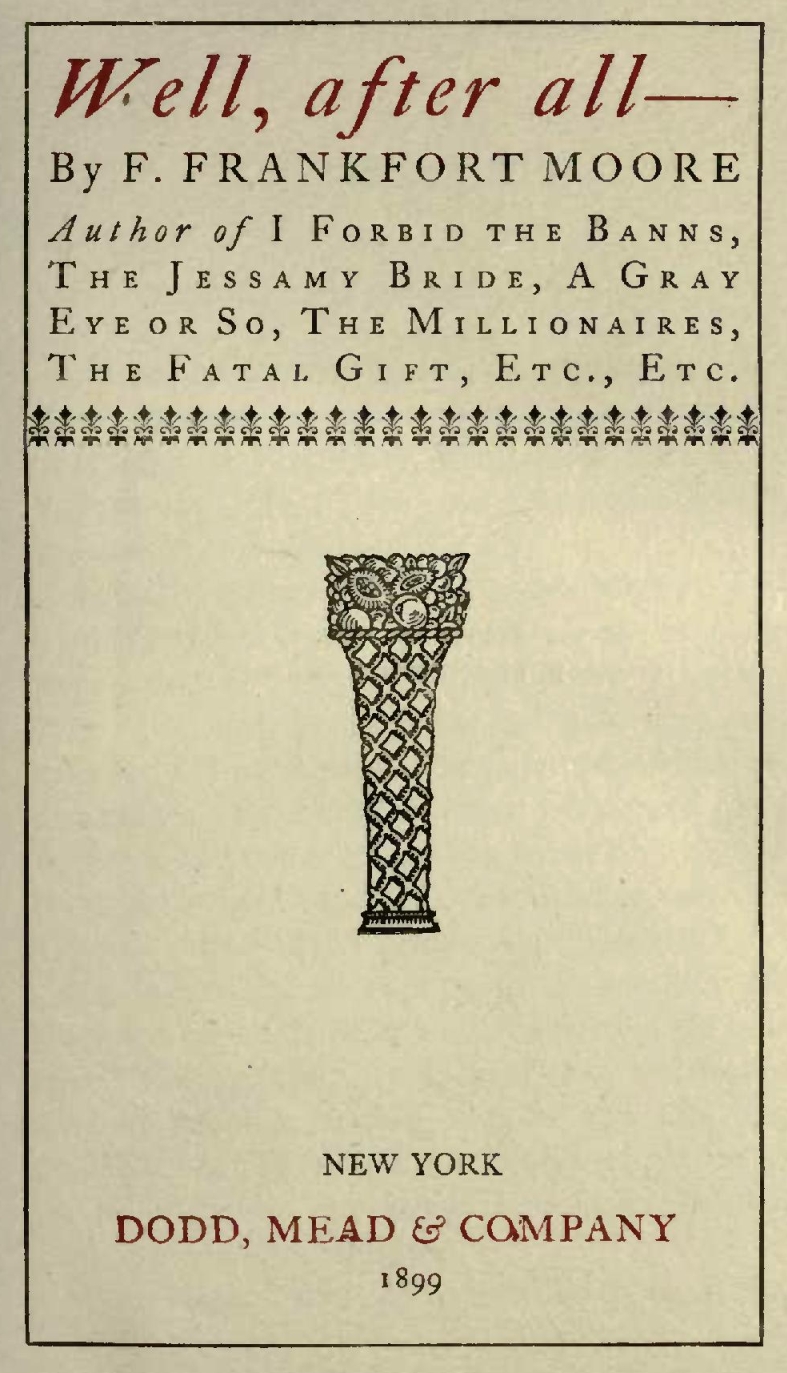 Well, after all—
By F. FRANKFORT MOORE
Author of I FORBID THE BANNS,
THE JESSAMY BRIDE, A GRAY
EYE OR SO, THE MILLIONAIRES,
THE FATAL GIFT, ETC., ETC.
NEW YORK
DODD, MEAD & COMPANY
1899